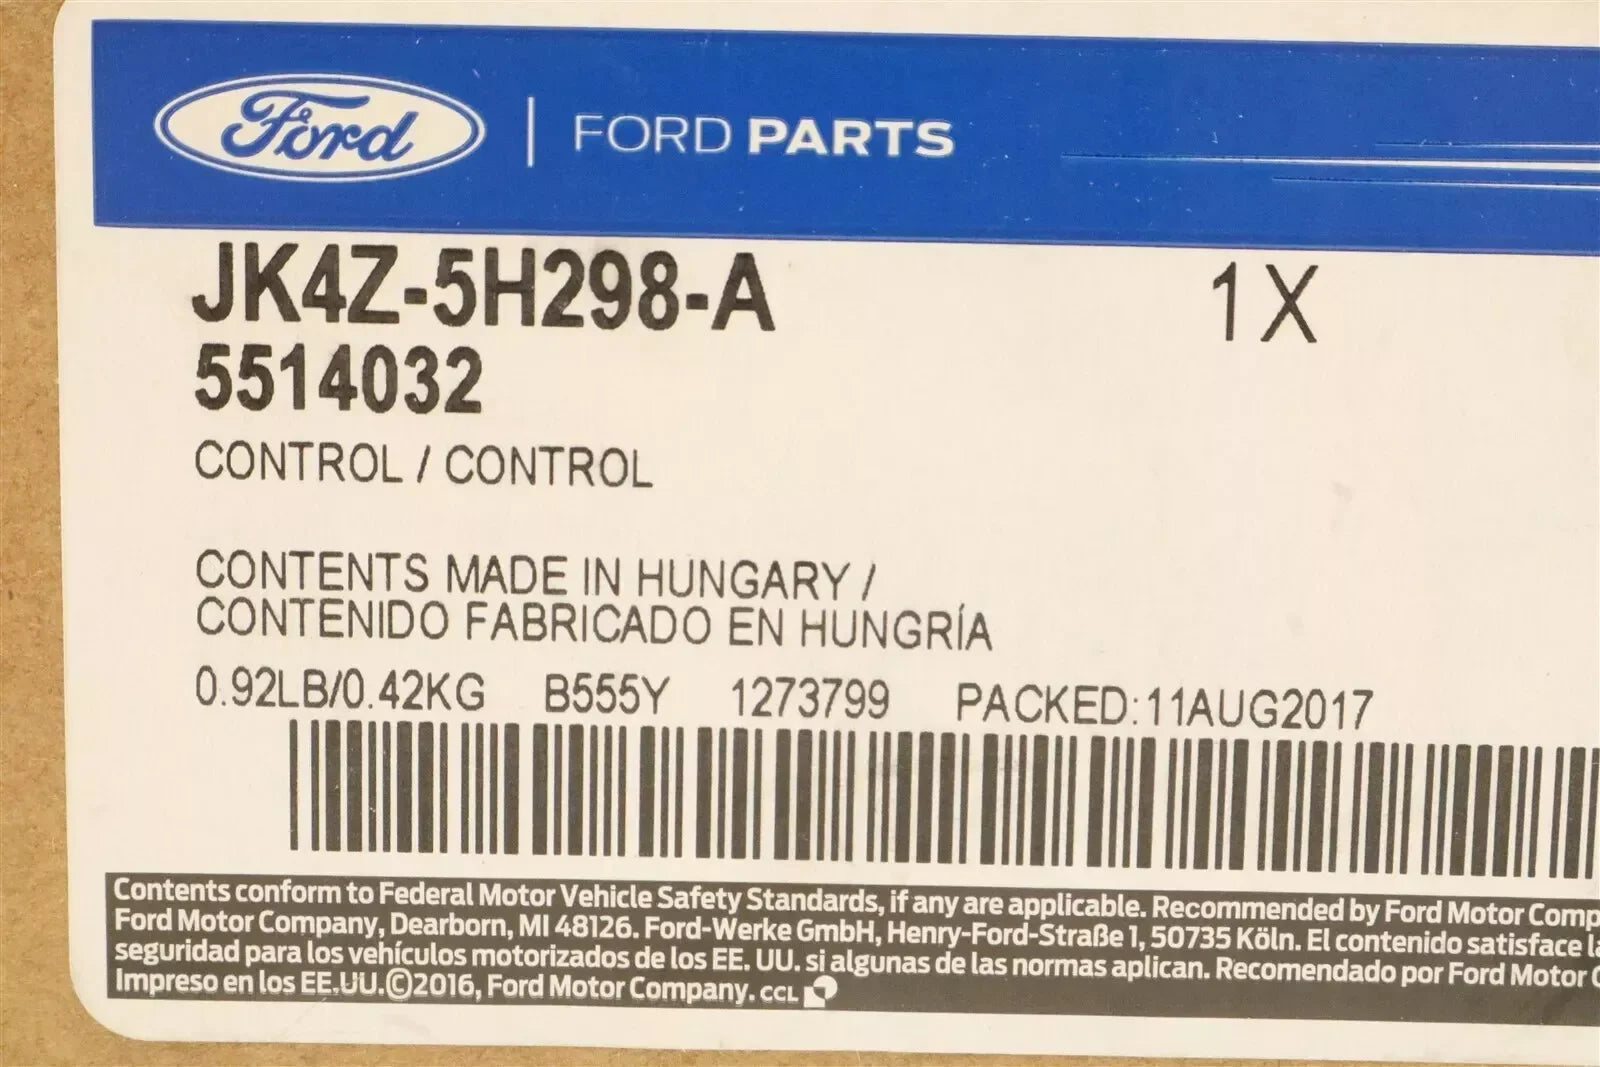 Ford | FORD PARTS
JK4Z-5H298-A 1X
5514032
CONTROL / CONTROL
CONTENTS MADE IN HUNGARY /
CONTENIDO FABRICADO EN HUNGRÍA
0.92LB/0.42KG B555Y 1273799 PACKED:11AUG2017
Contents conform to Federal Motor Vehicle Safety Standards, if any are applicable. Recommended by Ford Motor Comp
Ford Motor Company, Dearborn, MI 48126. Ford-Werke GmbH, Henry-Ford-Straße 1, 50735 Köln. El contenido satisface la
seguridad para los vehículos motorizados de los EE. UU. si algunas de las normas aplican. Recomendado por Ford Motor C
Impreso en los EE.UU.©2016, Ford Motor Company. CCL